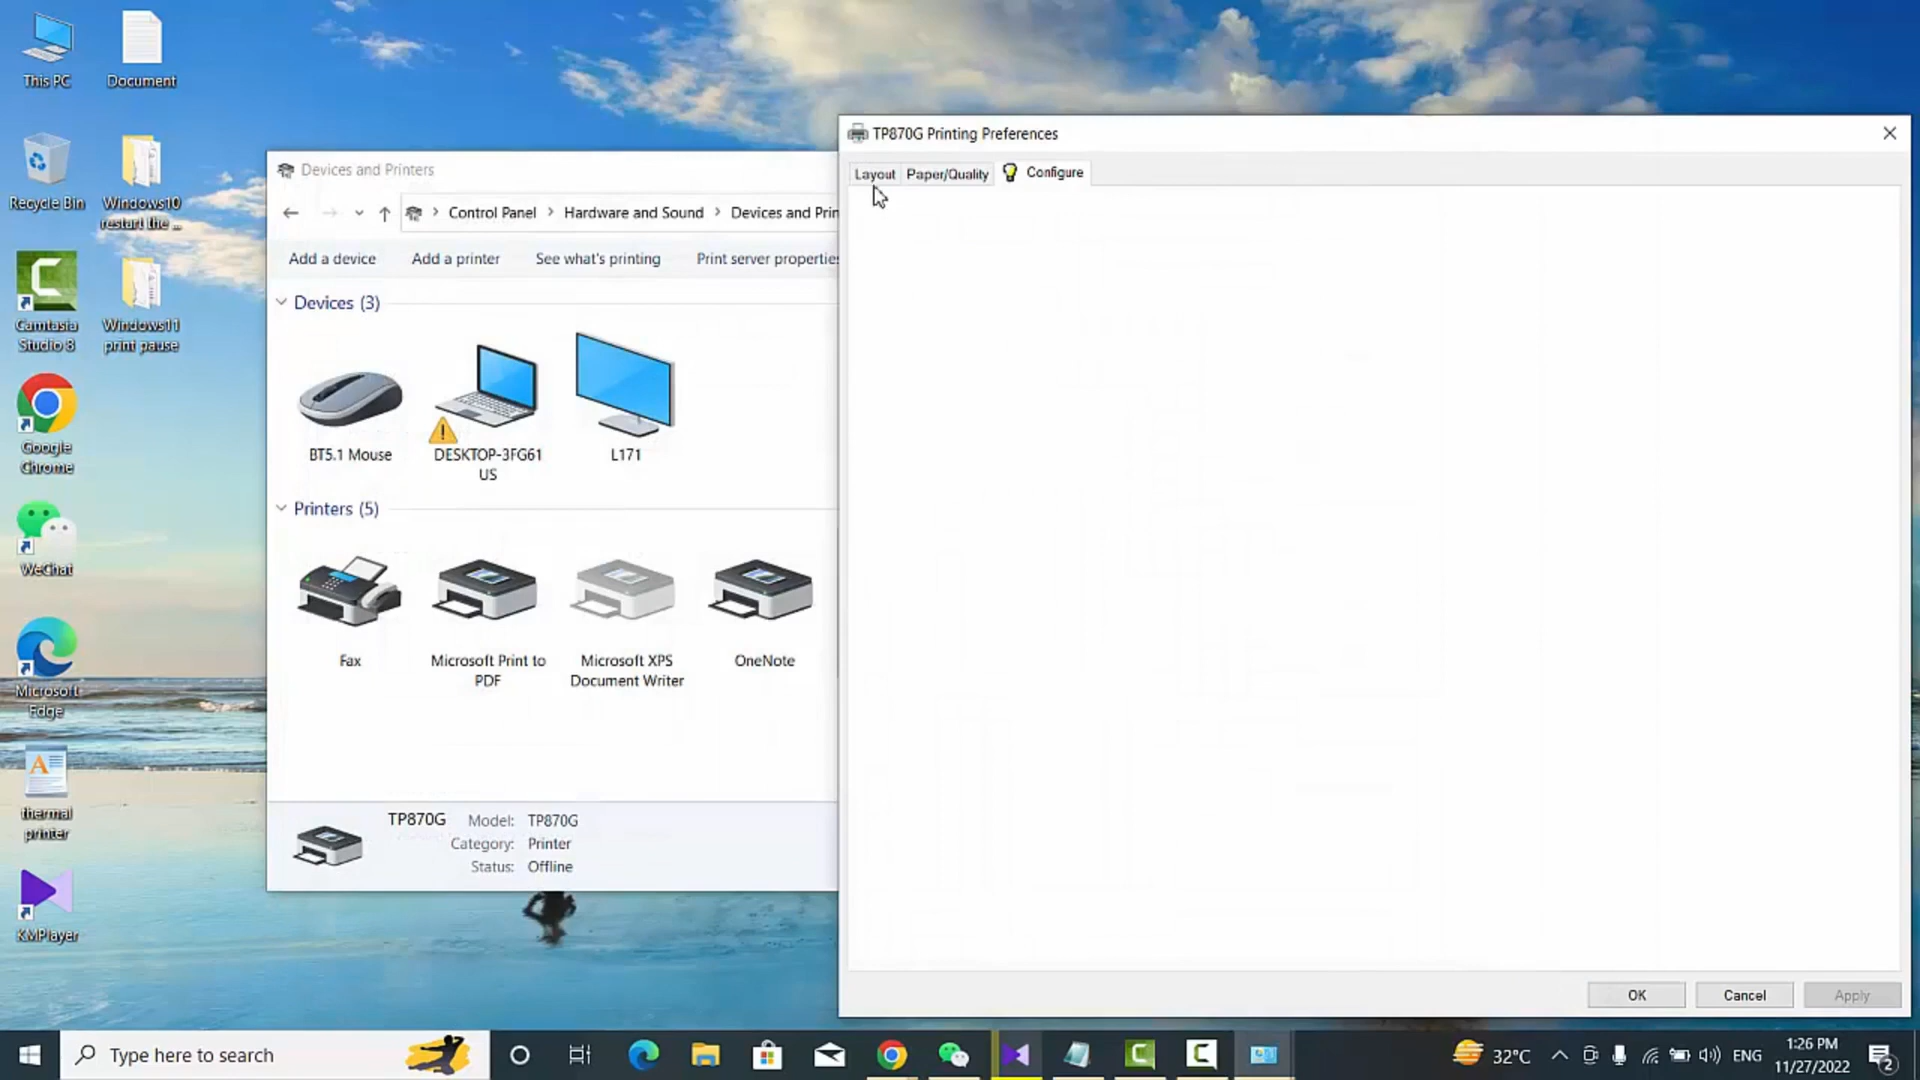 This PC
Document
Recycle Bin
Windows10
restart the ...
Camtasia
Studio 8
Windows11
print pause
Google
Chrome
WeChat
Microsoft
Edge
thermal
printer
KMPlayer
Devices and Printers
Control Panel > Hardware and Sound > Devices and Prin
Add a device
Add a printer
See what's printing
Print server properties
Devices (3)
BT5.1 Mouse
DESKTOP-3FG61
US
L171
Printers (5)
Fax
Microsoft Print to
PDF
Microsoft XPS
Document Writer
OneNote
TP870G
Model: TP870G
Category: Printer
Status: Offline
TP870G Printing Preferences
Layout
Paper/Quality
Configure
OK
Cancel
Apply
Type here to search
32°C
ENG
1:26 PM
11/27/2022
2